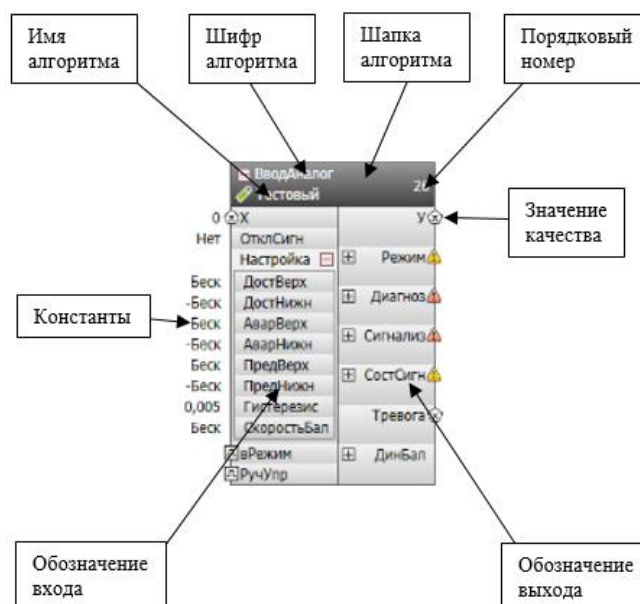 Имя
алгоритма
Шифр
алгоритма
Шапка
алгоритма
Порядковый
номер
ВводАналог
Тестовый
0
X
У
Нет
ОтклСигн
Настройка
Режим
Беск
ДостВерх
-Беск
ДостНижн
Диагноз
Беск
АварВерх
-Беск
АварНижн
Сигнализ
Беск
ПредВерх
-Беск
ПредНижн
СостСигн
0,005
Гистерезис
Тревога
Беск
СкоростьБал
вРежим
ДинБал
РучУпр
Значение
качества
Константы
Обозначение
входа
Обозначение
выхода